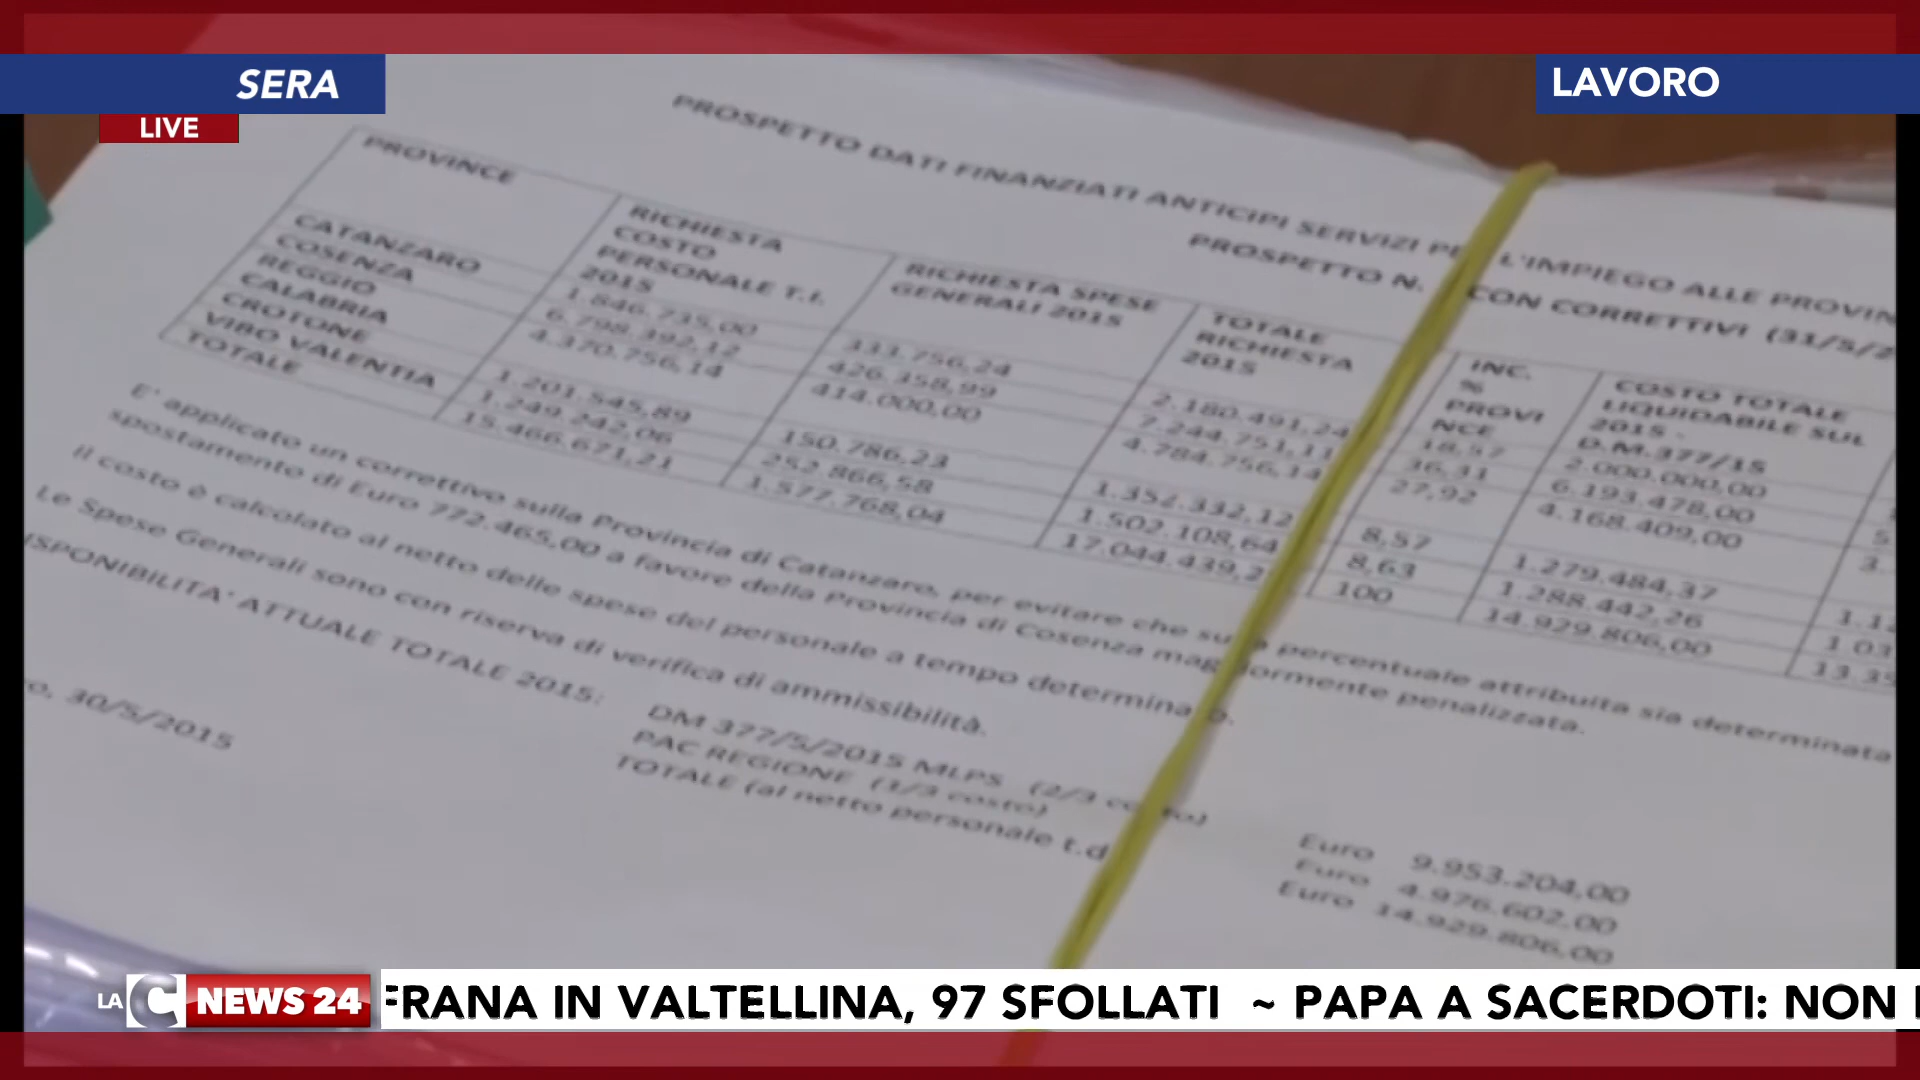 SERA
LAVORO
LIVE
PROSPETTO DATI FINANZIATI ANTICIPI SERVIZI L'IMPIEGO ALLE
PROSPETTO N. CON CORRETTIVI
PROVINCE
RICHIESTA
COSTO
PERSONALE T.I.
2015
RICHIESTA SPESE
GENERALI 2015
TOTALE
RICHIESTA
2015
INC.
%
PROVI
NCE
COSTO TOTALE
LIQUIDABILE SUL
2015 -
D.M.377/15
CATANZARO 1.846.735,00 333.756,24 2.180.491,24 18,57 2.000.000,00
COSENZA 6.798.392,12 426.358,99 7.244.751,11 36,31 6.193.478,00
REGGIO 4.370.756,14 414.000,00 4.784.756,14 27,92 4.168.409,00
CALABRIA
CROTONE 1.201.545,89 150.786,23 1.352.332,12 8,57 1.279.484,37
VIBO VALENTIA 1.249.242,06 252.866,58 1.502.108,64 8,63 1.288.442,26
TOTALE 15.466.671,21 1.577.768,04 17.044.439,2 100 14.929.806,00
E' applicato un correttivo sulla Provincia di Catanzaro, per evitare che percentuale attribuita sia determinata
spostamento di Euro 772.465,00 a favore della Provincia di Cosenza maggiormente penalizzata.
Il costo è calcolato al netto delle spese del personale a tempo determinato.
Le Spese Generali sono con riserva di verifica di ammissibilità.
ISPONIBILITA' ATTUALE TOTALE 2015:
DM 377/5/2015 MLPS (2/3 costo) Euro 9.953.204,00
PAC REGIONE (1/3 costo) Euro 4.976.602,00
TOTALE (al netto personale t.d Euro 14.929.806,00
30/5/2015
LA C NEWS 24
FRANA IN VALTELLINA, 97 SFOLLATI ~ PAPA A SACERDOTI: NON